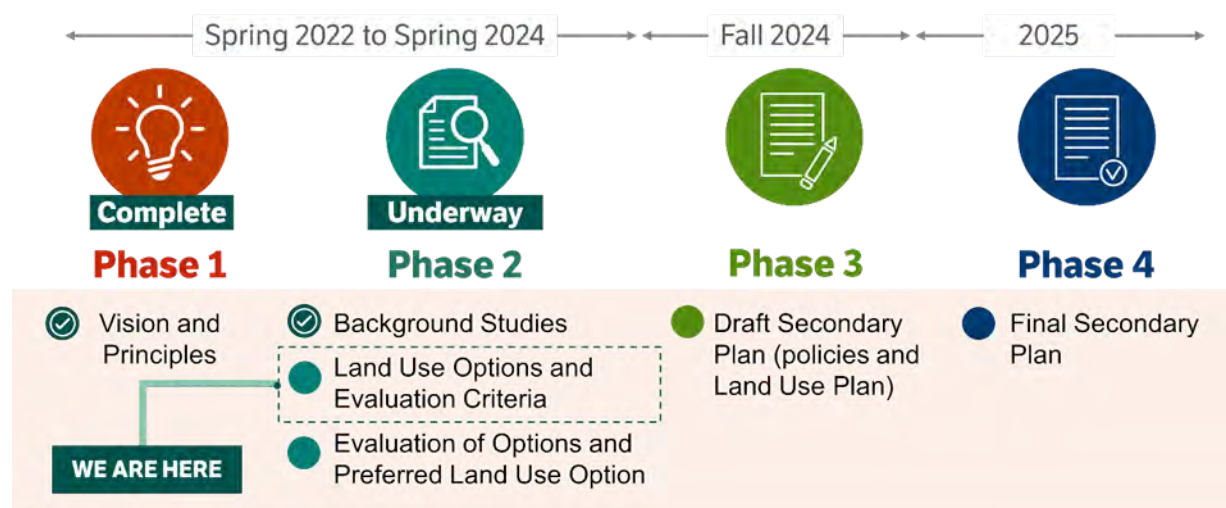 Spring 2022 to Spring 2024
Fall 2024
2025
Complete
Underway
Phase 1
Phase 2
Phase 3
Phase 4
Vision and
Principles
WE ARE HERE
Background Studies
Land Use Options and
Evaluation Criteria
Evaluation of Options and
Preferred Land Use Option
Draft Secondary
Plan (policies and
Land Use Plan)
Final Secondary
Plan